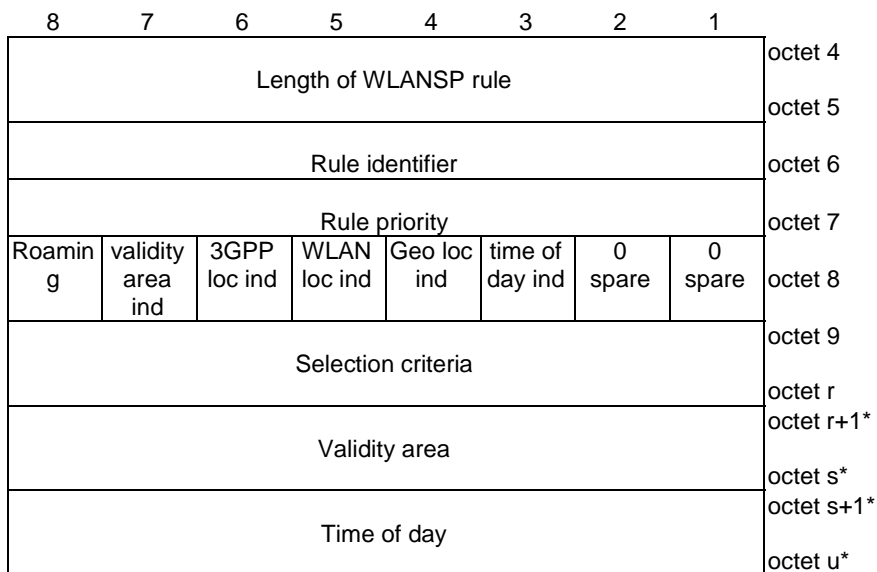 8 7 6 5 4 3 2 1
octet 4
Length of WLANSP rule
octet 5
Rule identifier octet 6
Rule priority octet 7
Roamin validity 3GPP WLAN Geo loc time of 0 0
g area loc ind loc ind ind day ind spare spare octet 8
ind
octet 9
Selection criteria
octet r
octet r+1*
Validity area
octet s*
octet s+1*
Time of day
octet u*